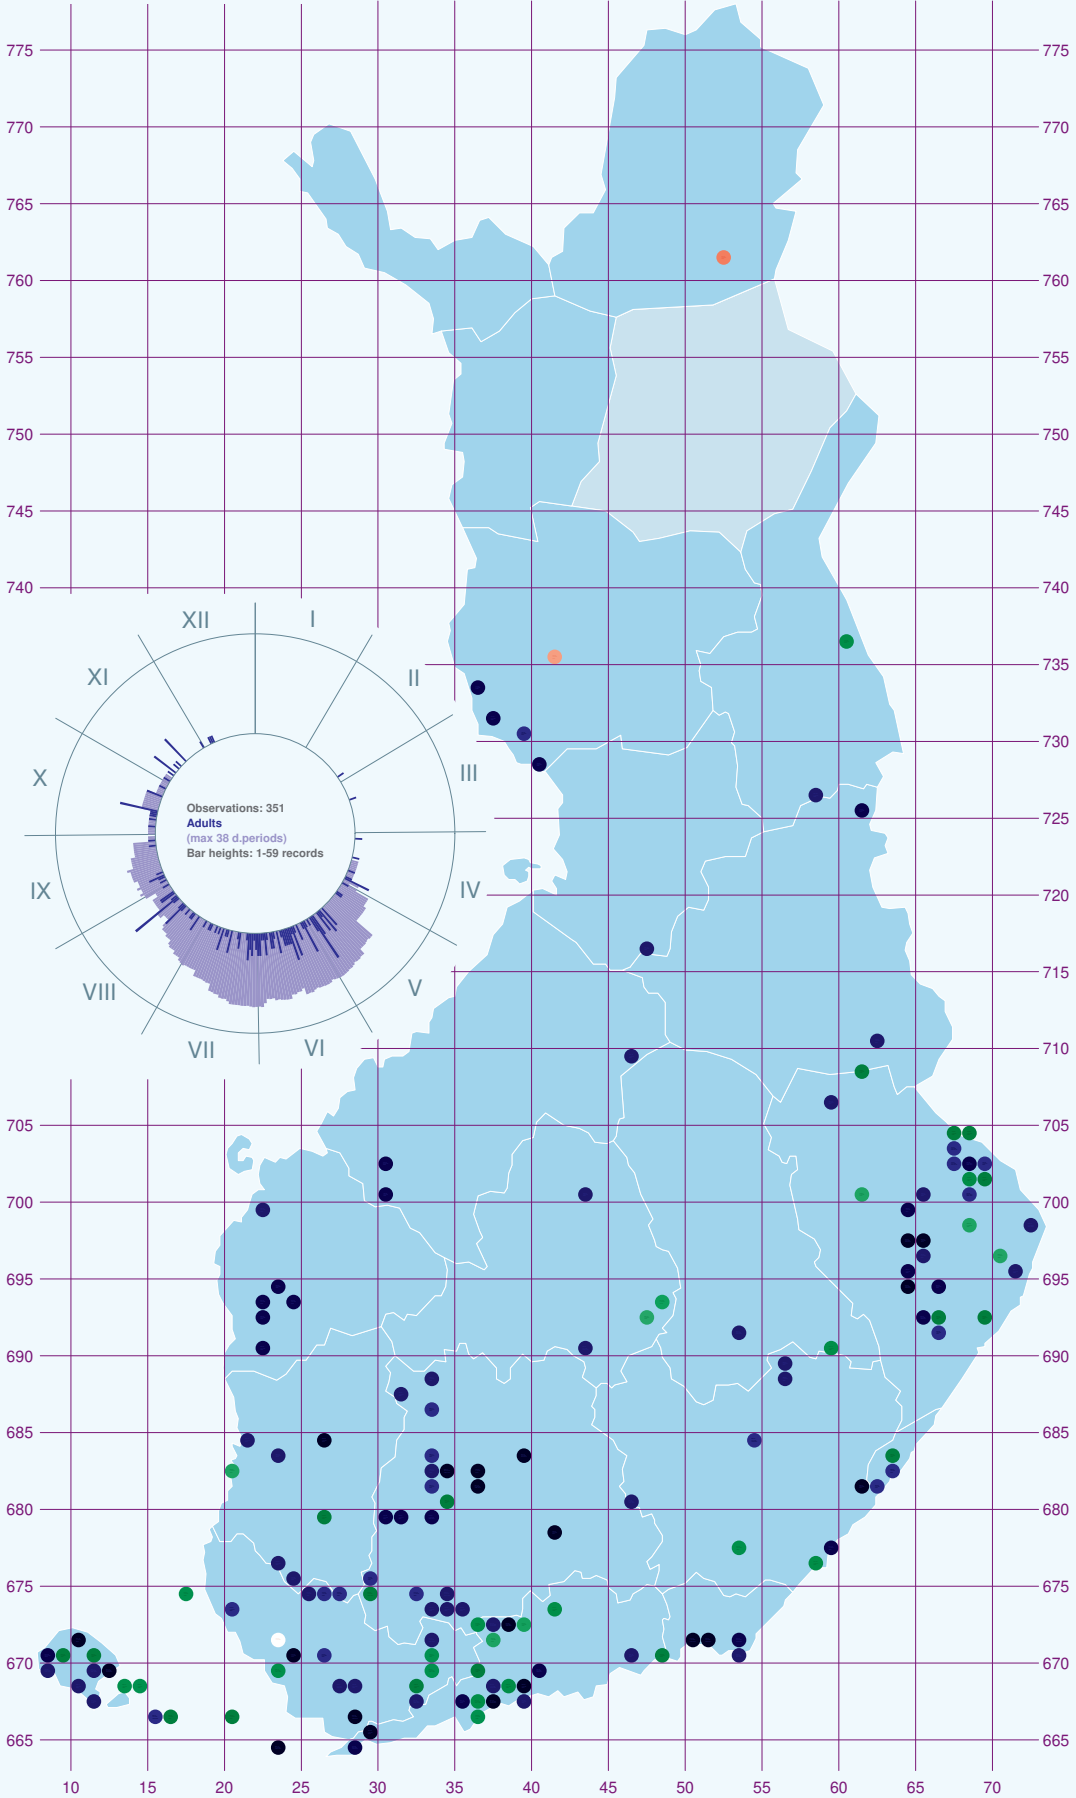 775 775
770 770
765 765
760 760
755 755
750 750
745 745
740 740
XII I
XI II
735 735
730 730
X III
Observations: 351
725
Adults
(max 38 d.periods)
Bar heights: 1-59 records
IX IV
720
715
VIII V
VII VI
710
705 705
700 700
695 695
690 690
685 685
680 680
675 675
670 670
665 665
10 15 20 25 30 35 40 45 50 55 60 65 70